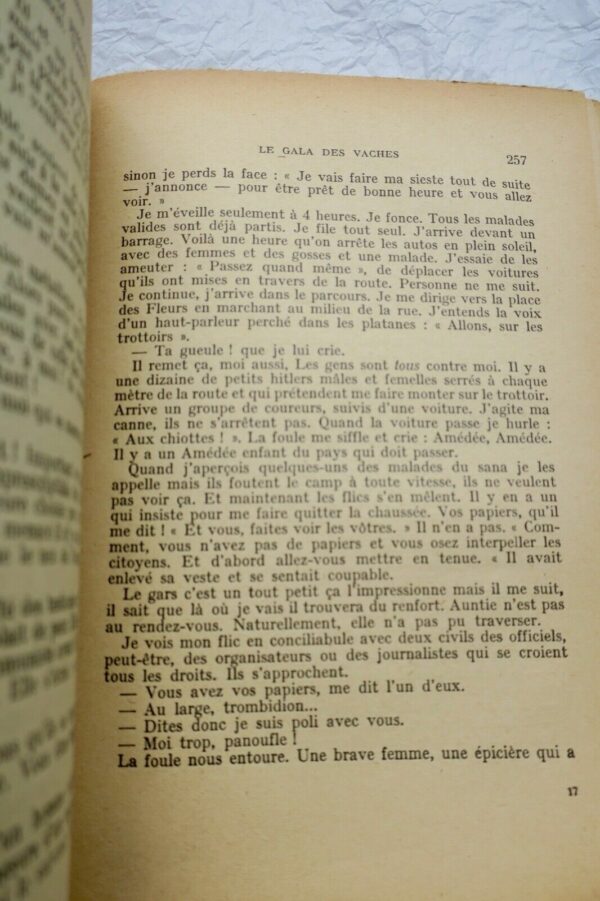 LE GALA DES VACHES 257
sinon je perds la face : « Je vais faire ma sieste tout de suite
— j'annonce — pour être prêt de bonne heure et vous allez
voir. »
Je m'éveille seulement à 4 heures. Je fonce. Tous les malades
valides sont déjà partis. Je file tout seul. J'arrive devant un
barrage. Voilà une heure qu'on arrête les autos en plein soleil,
avec des femmes et des gosses et une malade. J'essaie de les
ameuter : « Passez quand même », de déplacer les voitures
qu'ils ont mises en travers de la route. Personne ne me suit.
Je continue, j'arrive dans le parcours. Je me dirige vers la place
des Fleurs en marchant au milieu de la rue. J'entends la voix
d'un haut-parleur perché dans les platanes : « Allons, sur les
trottoirs ».
— Ta gueule ! que je lui crie.
Il remet ça, moi aussi, Les gens sont tous contre moi. Il y a
une dizaine de petits hitlers mâles et femelles serrés à chaque
mètre de la route et qui prétendent me faire monter sur le trottoir.
Arrive un groupe de coureurs, suivis d'une voiture. J'agite ma
canne, ils ne s'arrêtent pas. Quand la voiture passe je hurle :
« Aux chiottes ! ». La foule me siffle et crie : Amédée, Amédée.
Il y a un Amédée enfant du pays qui doit passer.
Quand j'aperçois quelques-uns des malades du sana je les
appelle mais ils foutent le camp à toute vitesse, ils ne veulent
pas voir ça. Et maintenant les flics s'en mêlent. Il y en a un
qui insiste pour me faire quitter la chaussée. Vos papiers, qu'il
me dit ! « Et vous, faites voir les vôtres. » Il n'en a pas. « Com-
ment, vous n'avez pas de papiers et vous osez interpeller les
citoyens. Et d'abord allez-vous mettre en tenue. « Il avait
enlevé sa veste et se sentait coupable.
Le gars c'est un tout petit ça l'impressionne mais il me suit,
il sait que là où je vais il trouvera du renfort. Auntie n'est pas
au rendez-vous. Naturellement, elle n'a pas pu traverser.
Je vois mon flic en conciliabule avec deux civils des officiels,
peut-être, des organisateurs ou des journalistes qui se croient
tous les droits. Ils s'approchent.
— Vous avez vos papiers, me dit l'un d'eux.
— Au large, trombidion...
— Dites donc je suis poli avec vous.
— Moi trop, panoufle !
La foule nous entoure. Une brave femme, une épicière qui a
17